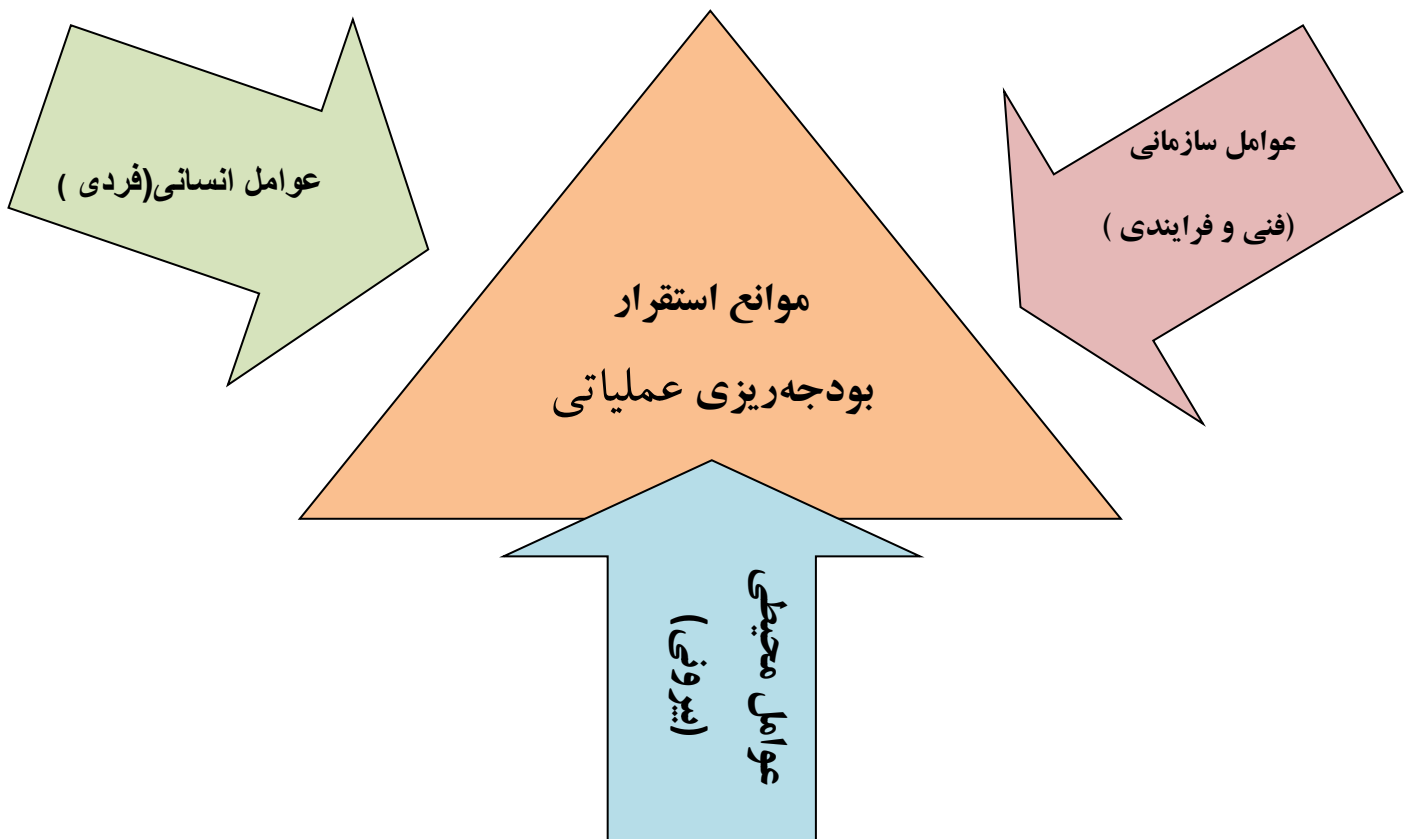 عوامل سازمانی
(فنی و فرایندی )
عوامل انسانی(فردی )
موانع استقرار
بودجه‌ریزی عملیاتی
عوامل محیطی
(بیرونی)